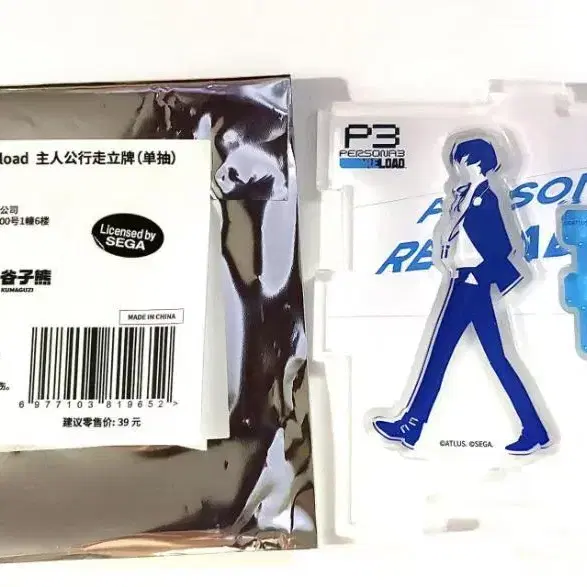 load 主人公行走立牌(单抽)
公司
00号1幢6楼
Licensed by
SEGA
谷子熊
KUMAGUZI
MADE IN CHINA
伤。
6 977103 819652 >
建议零售价: 39 元
P3
PERSONA3
RELOAD
©ATLUS. ©SEGA.